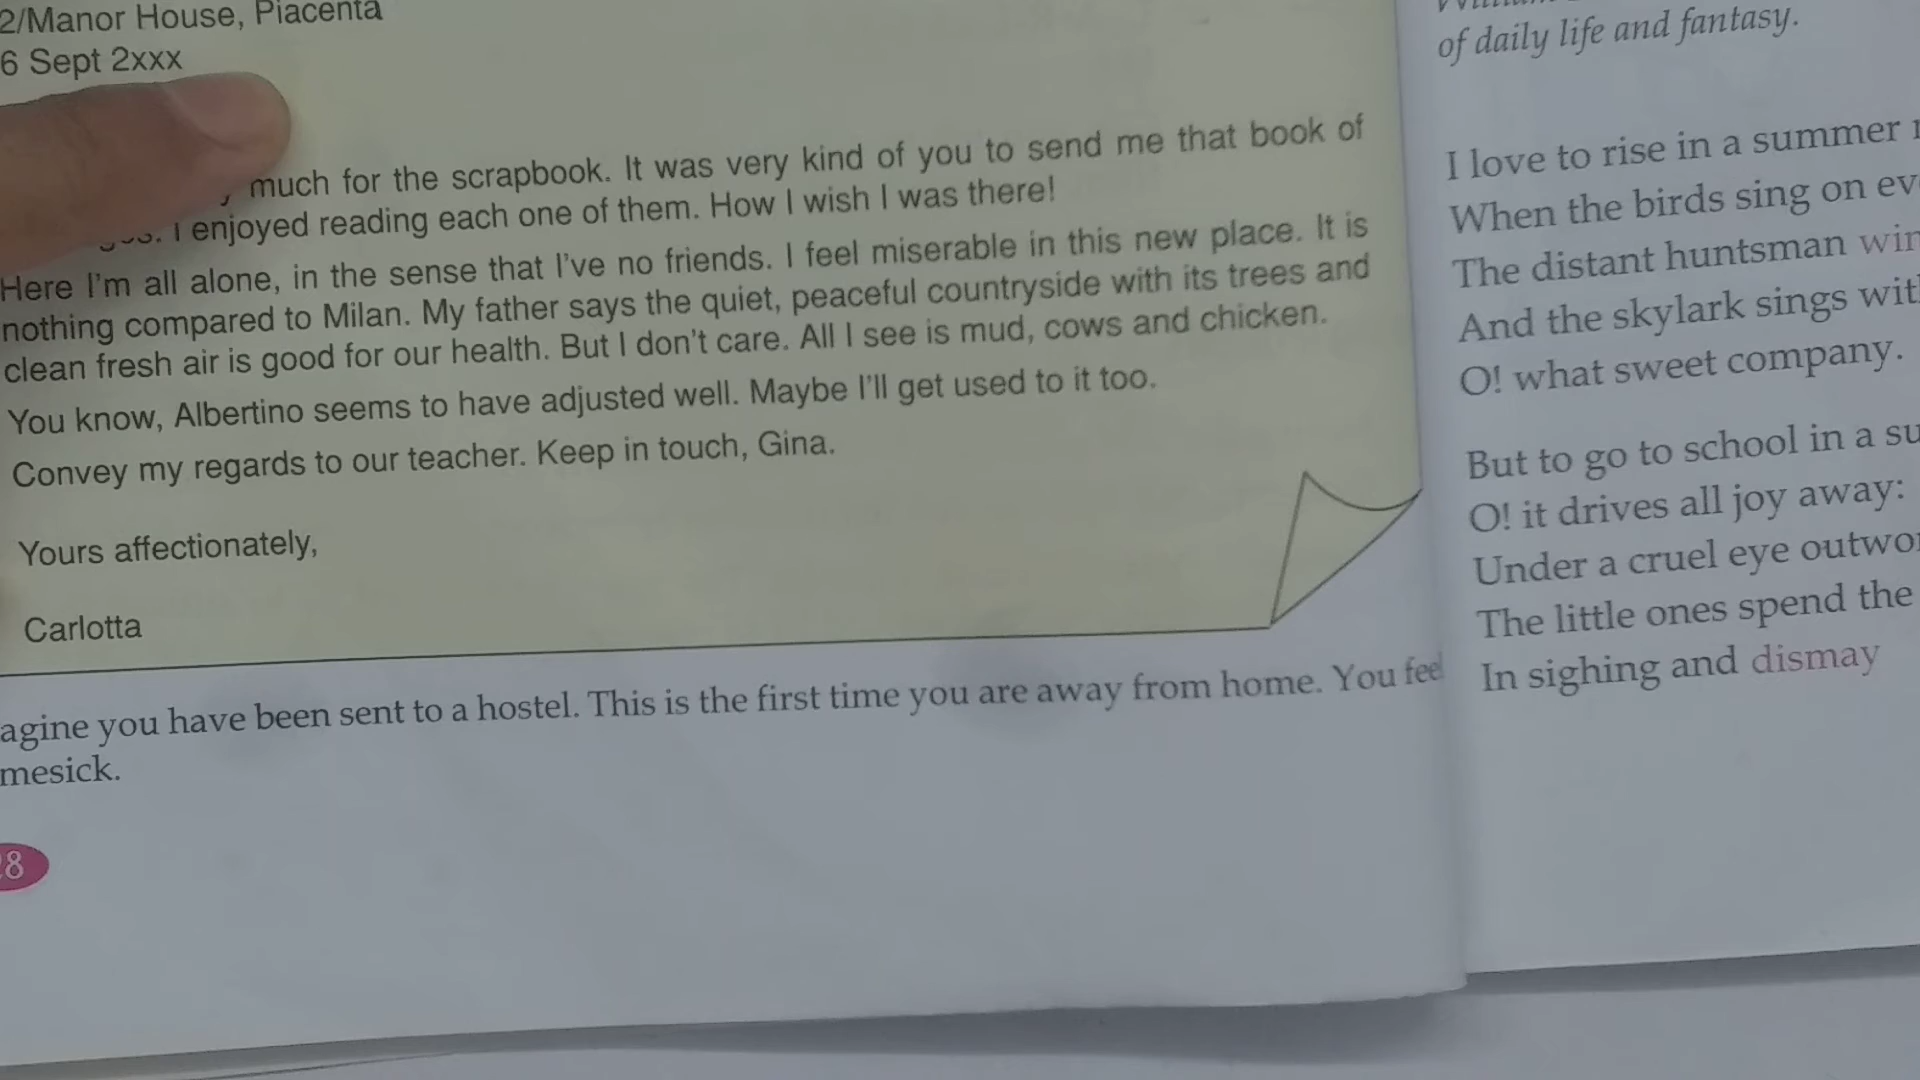 2/Manor House, Piacenta
6 Sept 2xxx
much for the scrapbook. It was very kind of you to send me that book of
I enjoyed reading each one of them. How I wish I was there!
Here I'm all alone, in the sense that I've no friends. I feel miserable in this new place. It is
nothing compared to Milan. My father says the quiet, peaceful countryside with its trees and
clean fresh air is good for our health. But I don't care. All I see is mud, cows and chicken.
You know, Albertino seems to have adjusted well. Maybe I'll get used to it too.
Convey my regards to our teacher. Keep in touch, Gina.
Yours affectionately,
Carlotta
agine you have been sent to a hostel. This is the first time you are away from home. You feel
mesick.
28
of daily life and fantasy.
I love to rise in a summer
When the birds sing on
The distant huntsman
And the skylark sings
O! what sweet company.
But to go to school in a
O! it drives all joy away:
Under a cruel eye
The little ones spend the
In sighing and dismay